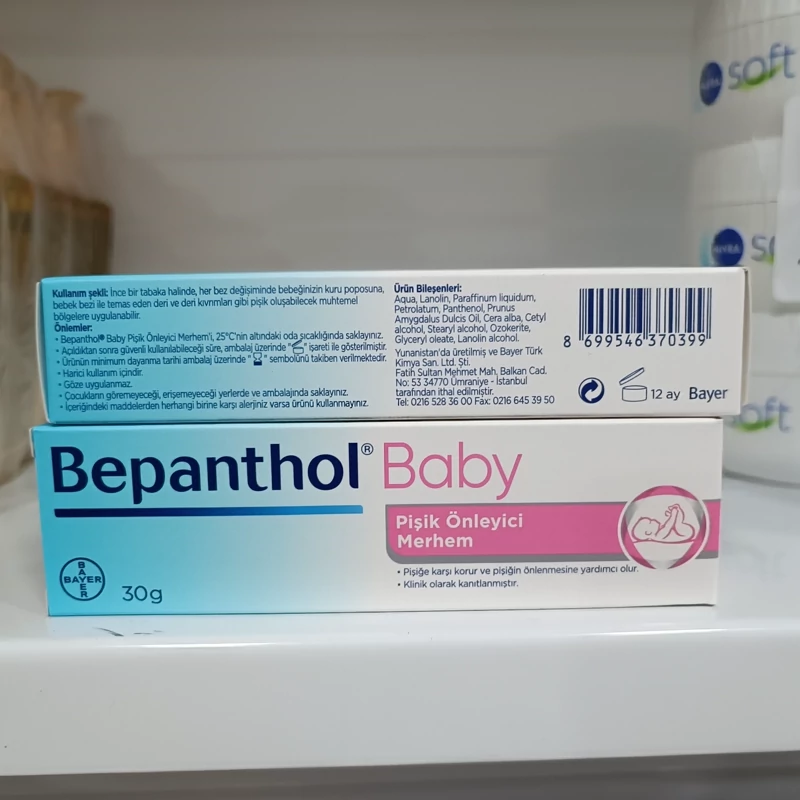 NIVEA
soft
NIVEA
So
oft
Kullanım şekli: İnce bir tabaka halinde, her bez değişiminde bebeğinizin kuru poposuna,
bebek bezi ile temas eden deri ve deri kıvrımları gibi pişik oluşabilecek muhtemel
bölgelere uygulanabilir.
Önlemler:
• Bepanthol® Baby Pişik Önleyici Merhem'i, 25°C'nin altındaki oda sıcaklığında saklayınız.
• Açıldıktan sonra güvenli kullanılabileceği süre, ambalaj üzerinde " " işareti ile gösterilmiştir.
• Ürünün minimum dayanma tarihi ambalaj üzerinde " " sembolünü takiben verilmektedir.
• Harici kullanım içindir.
• Göze uygulanmaz.
• Çocukların göremeyeceği, erişemeyeceği yerlerde ve ambalajında saklayınız.
• İçeriğindeki maddelerden herhangi birine karşı alerjiniz varsa ürünü kullanmayınız.
Ürün Bileşenleri:
Aqua, Lanolin, Paraffinum liquidum,
Petrolatum, Panthenol, Prunus
Amygdalus Dulcis Oil, Cera alba, Cetyl
alcohol, Stearyl alcohol, Ozokerite,
Glyceryl oleate, Lanolin alcohol.
Yunanistan'da üretilmiş ve Bayer Türk
Kimya San. Ltd. Şti.
Fatih Sultan Mehmet Mah, Balkan Cad.
No: 53 34770 Ümraniye - İstanbul
tarafından ithal edilmiştir.
Tel: 0216 528 36 00 Fax: 0216 645 39 50
8 699546 370399
12 ay Bayer
Bepanthol® Baby
Pişik Önleyici
Merhem
• Pişiğe karşı korur ve pişiğin önlenmesine yardımcı olur.
• Klinik olarak kanıtlanmıştır.
BAYER
BAYER
30g